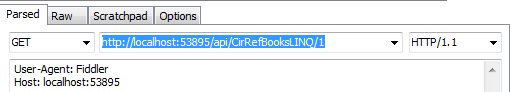 Parsed Raw Scratchpad Options
GET http://localhost:53895/api/CirRefBooksLINQ/1 HTTP/1.1
User-Agent: Fiddler
Host: localhost:53895